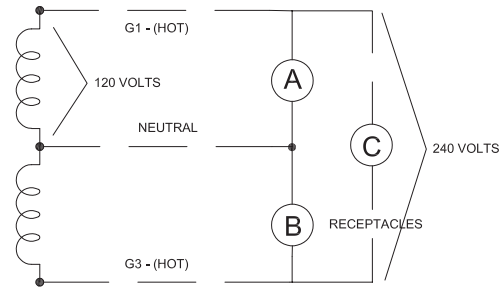 G1 - (HOT)
A
120 VOLTS
NEUTRAL
C
240 VOLTS
B
RECEPTACLES
G3 - (HOT)